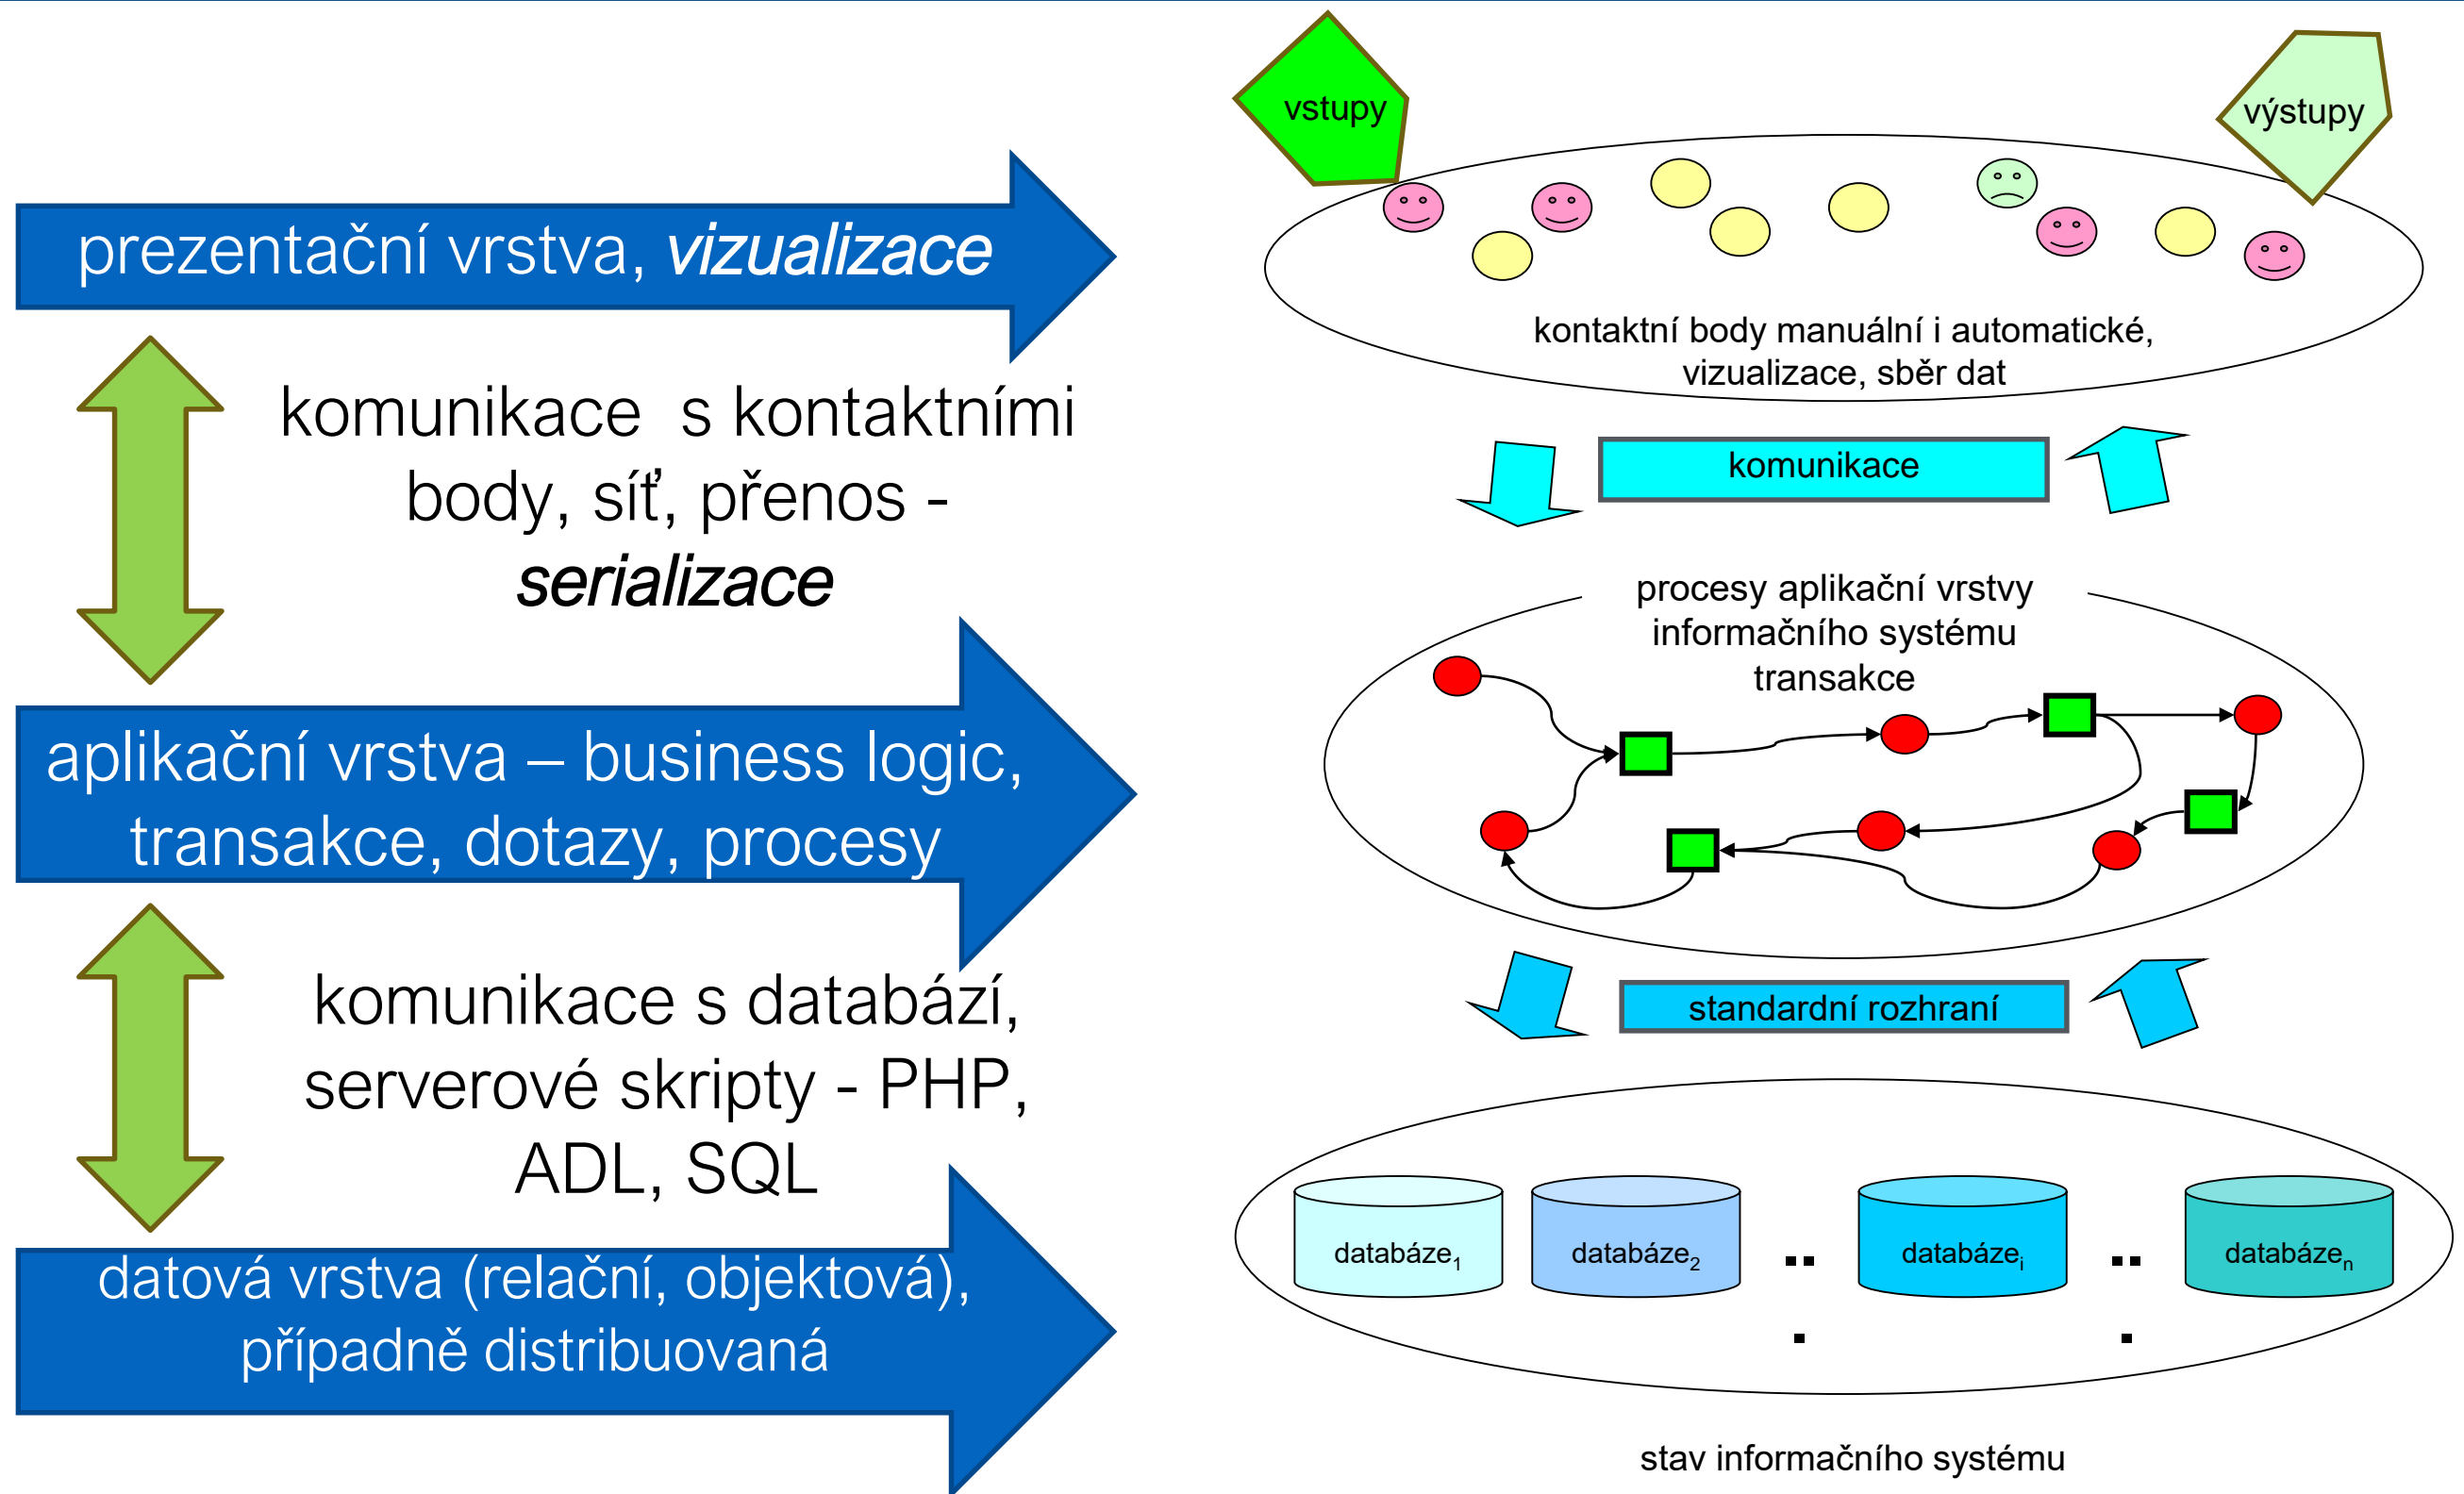 prezentační vrstva, vizualizace
komunikace s kontaktními
body, síť, přenos -
serializace
aplikační vrstva – business logic,
transakce, dotazy, procesy
komunikace s databází,
serverové skripty - PHP,
ADL, SQL
datová vrstva (relační, objektová),
případně distribuovaná
vstupy
výstupy
kontaktní body manuální i automatické,
vizualizace, sběr dat
komunikace
procesy aplikační vrstvy
informačního systému
transakce
standardní rozhraní
databáze1
databáze2
..
.
databázei
..
.
databázen
stav informačního systému